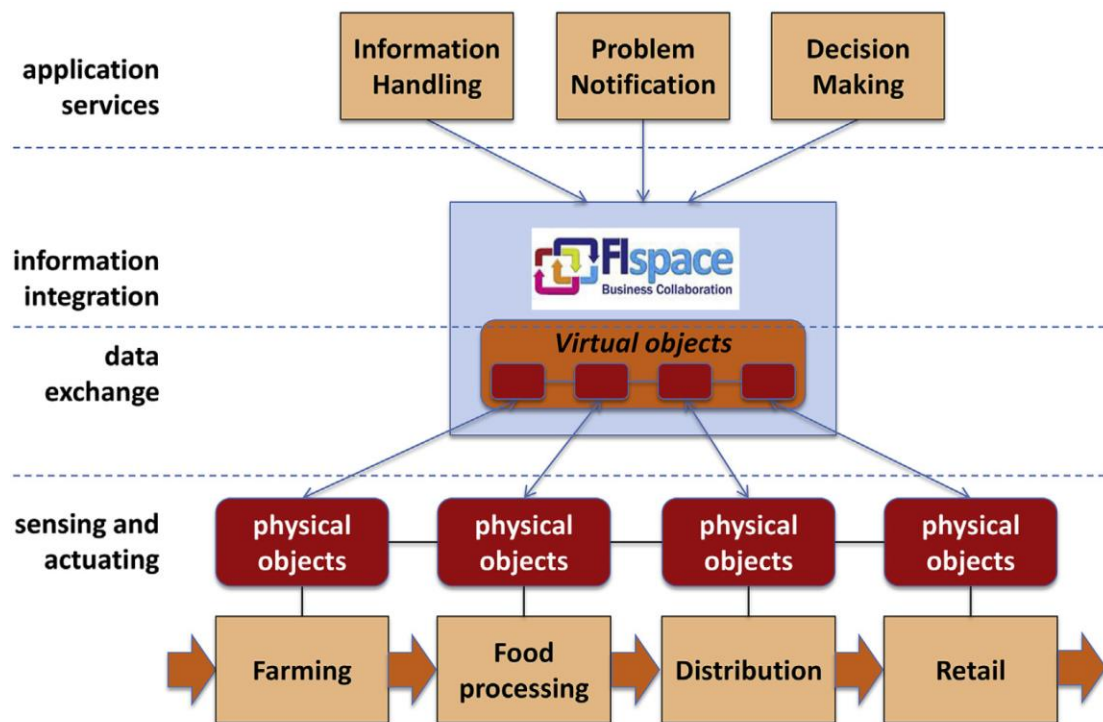 application
services
Information
Handling
Problem
Notification
Decision
Making
information
integration
FIspace
Business Collaboration
data
exchange
Virtual objects
sensing and
actuating
physical
objects
physical
objects
physical
objects
physical
objects
Farming
Food
processing
Distribution
Retail